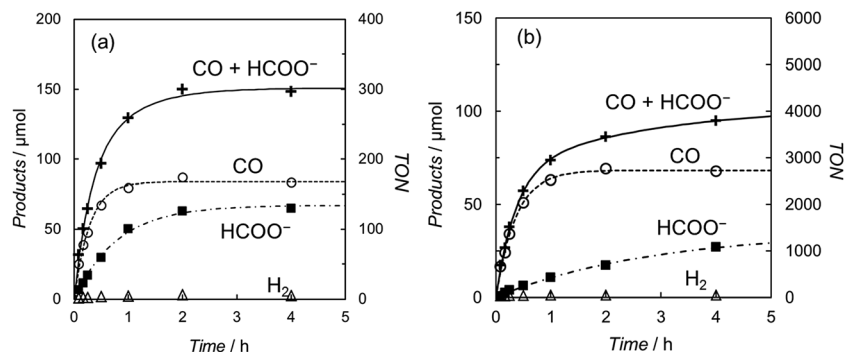 (a)
CO + HCOO⁻
CO
HCOO⁻
H₂
Products / μmol
200
150
100
50
0
TON
400
300
200
100
0
0 1 2 3 4 5
Time / h
(b)
CO + HCOO⁻
CO
HCOO⁻
H₂
Products / μmol
150
100
50
0
TON
6000
5000
4000
3000
2000
1000
0
0 1 2 3 4 5
Time / h